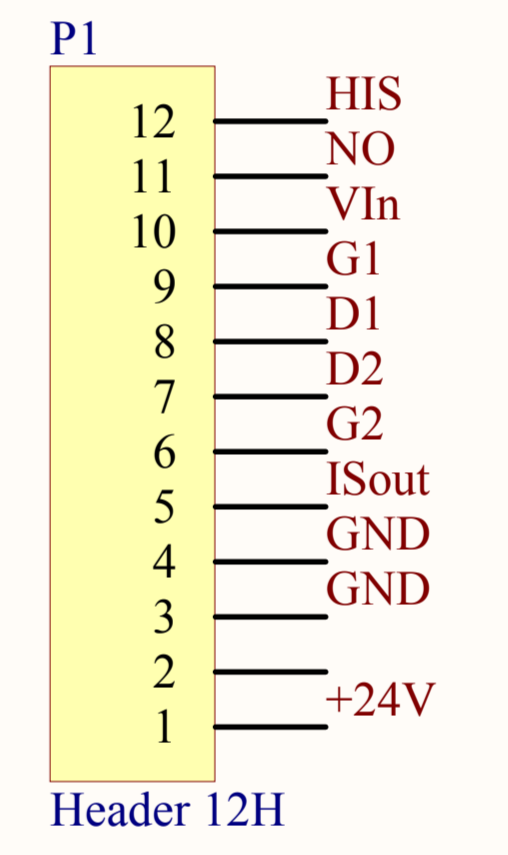 P1
12 HIS
11 NO
10 VIn
9 G1
8 D1
7 D2
6 G2
5 ISout
4 GND
3 GND
2
1 +24V
Header 12H